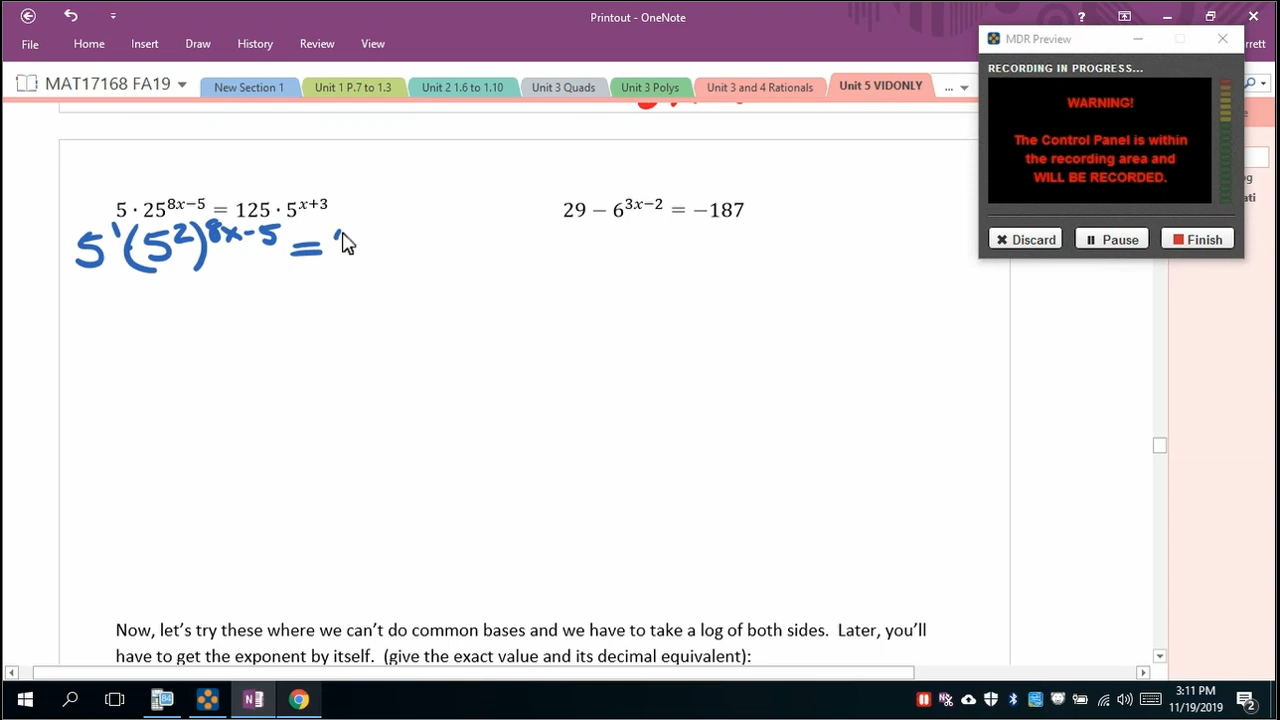 Printout - OneNote
File Home Insert Draw History Review View
MAT17168 FA19 New Section 1 Unit 1 P.7 to 1.3 Unit 2 1.6 to 1.10 Unit 3 Quads Unit 3 Polys Unit 3 and 4 Rationals Unit 5 VIDONLY ...
MDR Preview
RECORDING IN PROGRESS...
WARNING!
The Control Panel is within
the recording area and
WILL BE RECORDED.
Discard Pause Finish
5 · 25^{8x−5} = 125 · 5^{x+3}
29 − 6^{3x−2} = −187
5^1(5^2)^{8x-5} =
Now, let's try these where we can't do common bases and we have to take a log of both sides. Later, you'll
have to get the exponent by itself. (give the exact value and its decimal equivalent):
3:11 PM
11/19/2019
2